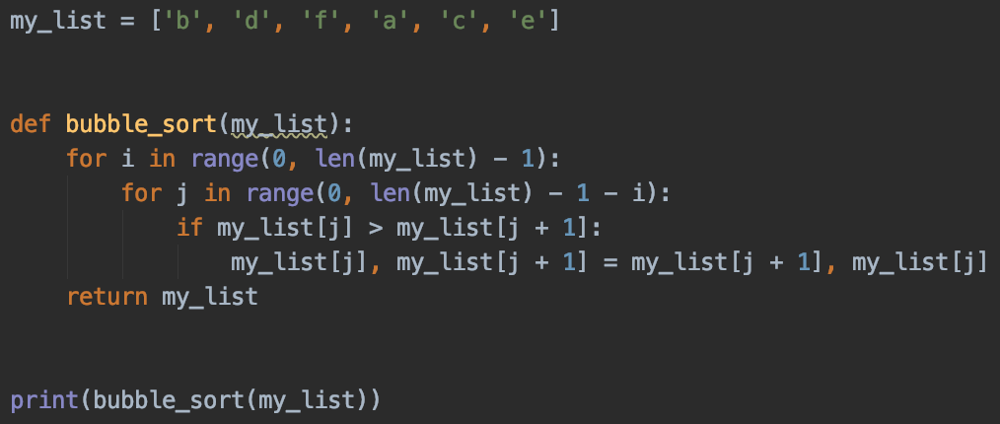 my_list = ['b', 'd', 'f', 'a', 'c', 'e']
def bubble_sort(my_list):
    for i in range(0, len(my_list) - 1):
        for j in range(0, len(my_list) - 1 - i):
            if my_list[j] > my_list[j + 1]:
                my_list[j], my_list[j + 1] = my_list[j + 1], my_list[j]
    return my_list
print(bubble_sort(my_list))